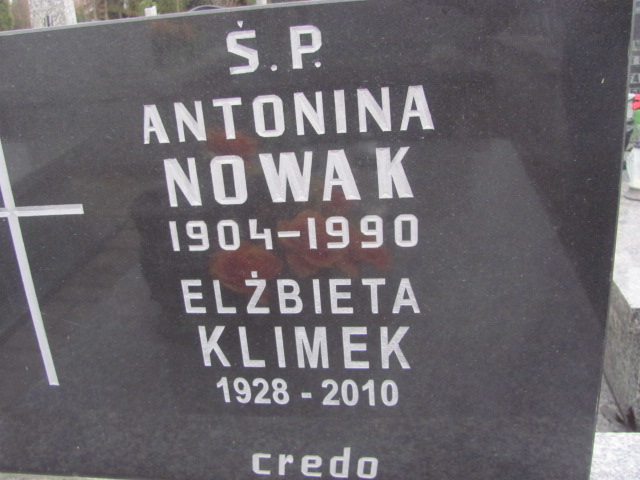 Ś.P.
ANTONINA
NOWAK
1904-1990
ELŻBIETA
KLIMEK
1928 - 2010
credo